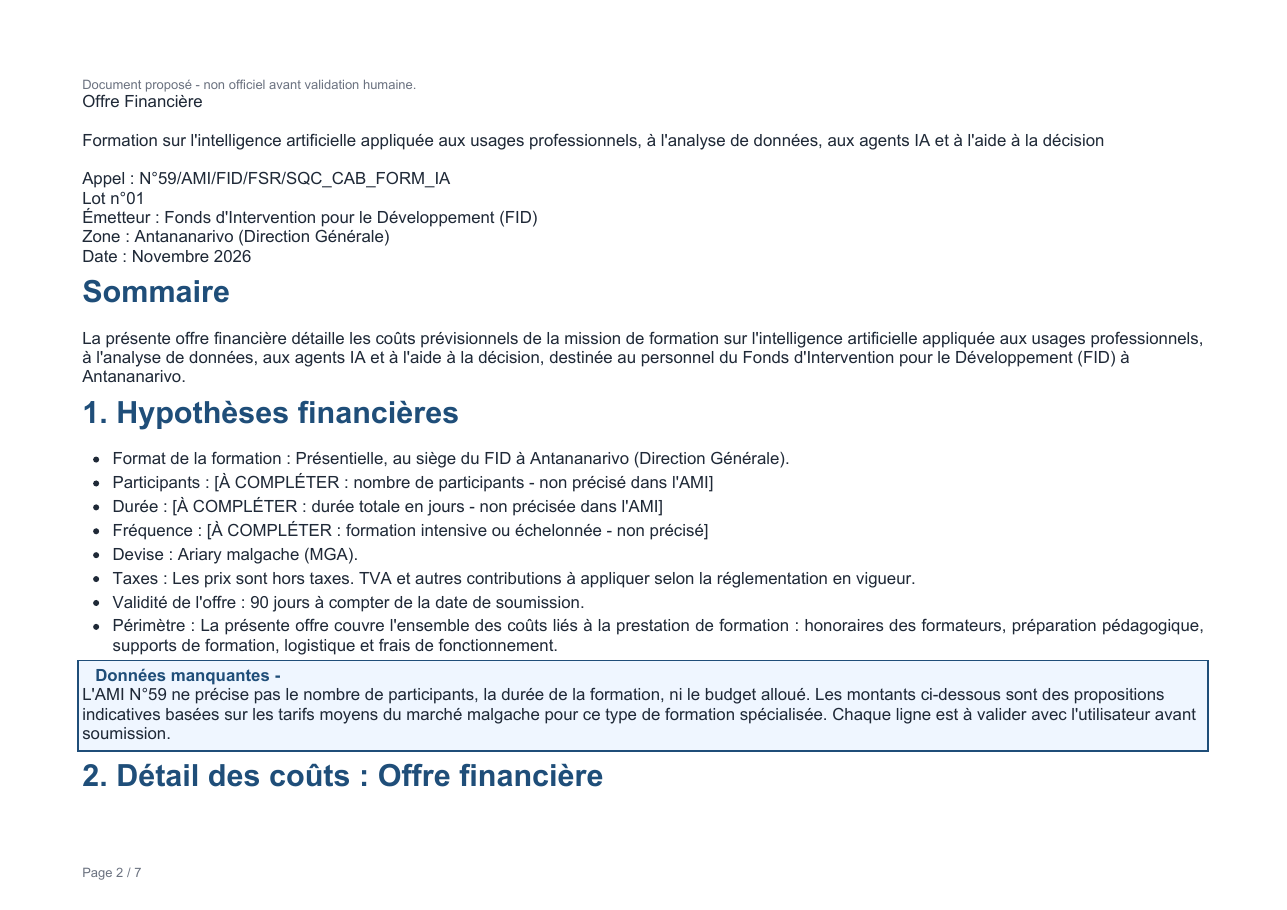 Document proposé - non officiel avant validation humaine.
Offre Financière
Formation sur l'intelligence artificielle appliquée aux usages professionnels, à l'analyse de données, aux agents IA et à l'aide à la décision
Appel : N°59/AMI/FID/FSR/SQC_CAB_FORM_IA
Lot n°01
Émetteur : Fonds d'Intervention pour le Développement (FID)
Zone : Antananarivo (Direction Générale)
Date : Novembre 2026
Sommaire
La présente offre financière détaille les coûts prévisionnels de la mission de formation sur l'intelligence artificielle appliquée aux usages professionnels,
à l'analyse de données, aux agents IA et à l'aide à la décision, destinée au personnel du Fonds d'Intervention pour le Développement (FID) à
Antananarivo.
1. Hypothèses financières
• Format de la formation : Présentielle, au siège du FID à Antananarivo (Direction Générale).
• Participants : [À COMPLÉTER : nombre de participants - non précisé dans l'AMI]
• Durée : [À COMPLÉTER : durée totale en jours - non précisée dans l'AMI]
• Fréquence : [À COMPLÉTER : formation intensive ou échelonnée - non précisé]
• Devise : Ariary malgache (MGA).
• Taxes : Les prix sont hors taxes. TVA et autres contributions à appliquer selon la réglementation en vigueur.
• Validité de l'offre : 90 jours à compter de la date de soumission.
• Périmètre : La présente offre couvre l'ensemble des coûts liés à la prestation de formation : honoraires des formateurs, préparation pédagogique,
supports de formation, logistique et frais de fonctionnement.
Données manquantes -
L'AMI N°59 ne précise pas le nombre de participants, la durée de la formation, ni le budget alloué. Les montants ci-dessous sont des propositions
indicatives basées sur les tarifs moyens du marché malgache pour ce type de formation spécialisée. Chaque ligne est à valider avec l'utilisateur avant
soumission.
2. Détail des coûts : Offre financière
Page 2 / 7